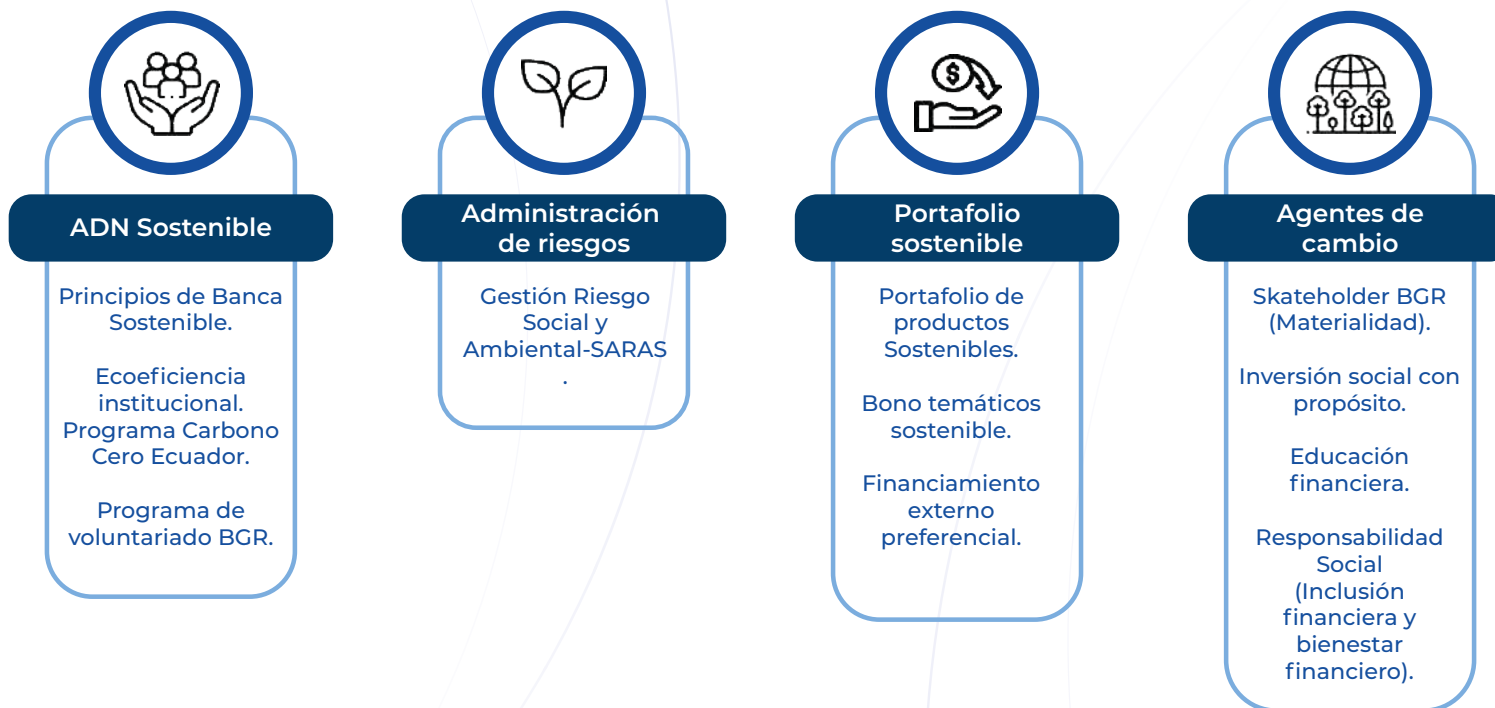 ADN Sostenible
Principios de Banca
Sostenible.
Ecoeficiencia
institucional.
Programa Carbono
Cero Ecuador.
Programa de
voluntariado BGR.
Administración
de riesgos
Gestión Riesgo
Social y
Ambiental-SARAS
.
Portafolio
sostenible
Portafolio de
productos
Sostenibles.
Bono temáticos
sostenible.
Financiamiento
externo
preferencial.
Agentes de
cambio
Skateholder BGR
(Materialidad).
Inversión social con
propósito.
Educación
financiera.
Responsabilidad
Social
(Inclusión
financiera y
bienestar
financiero).
$